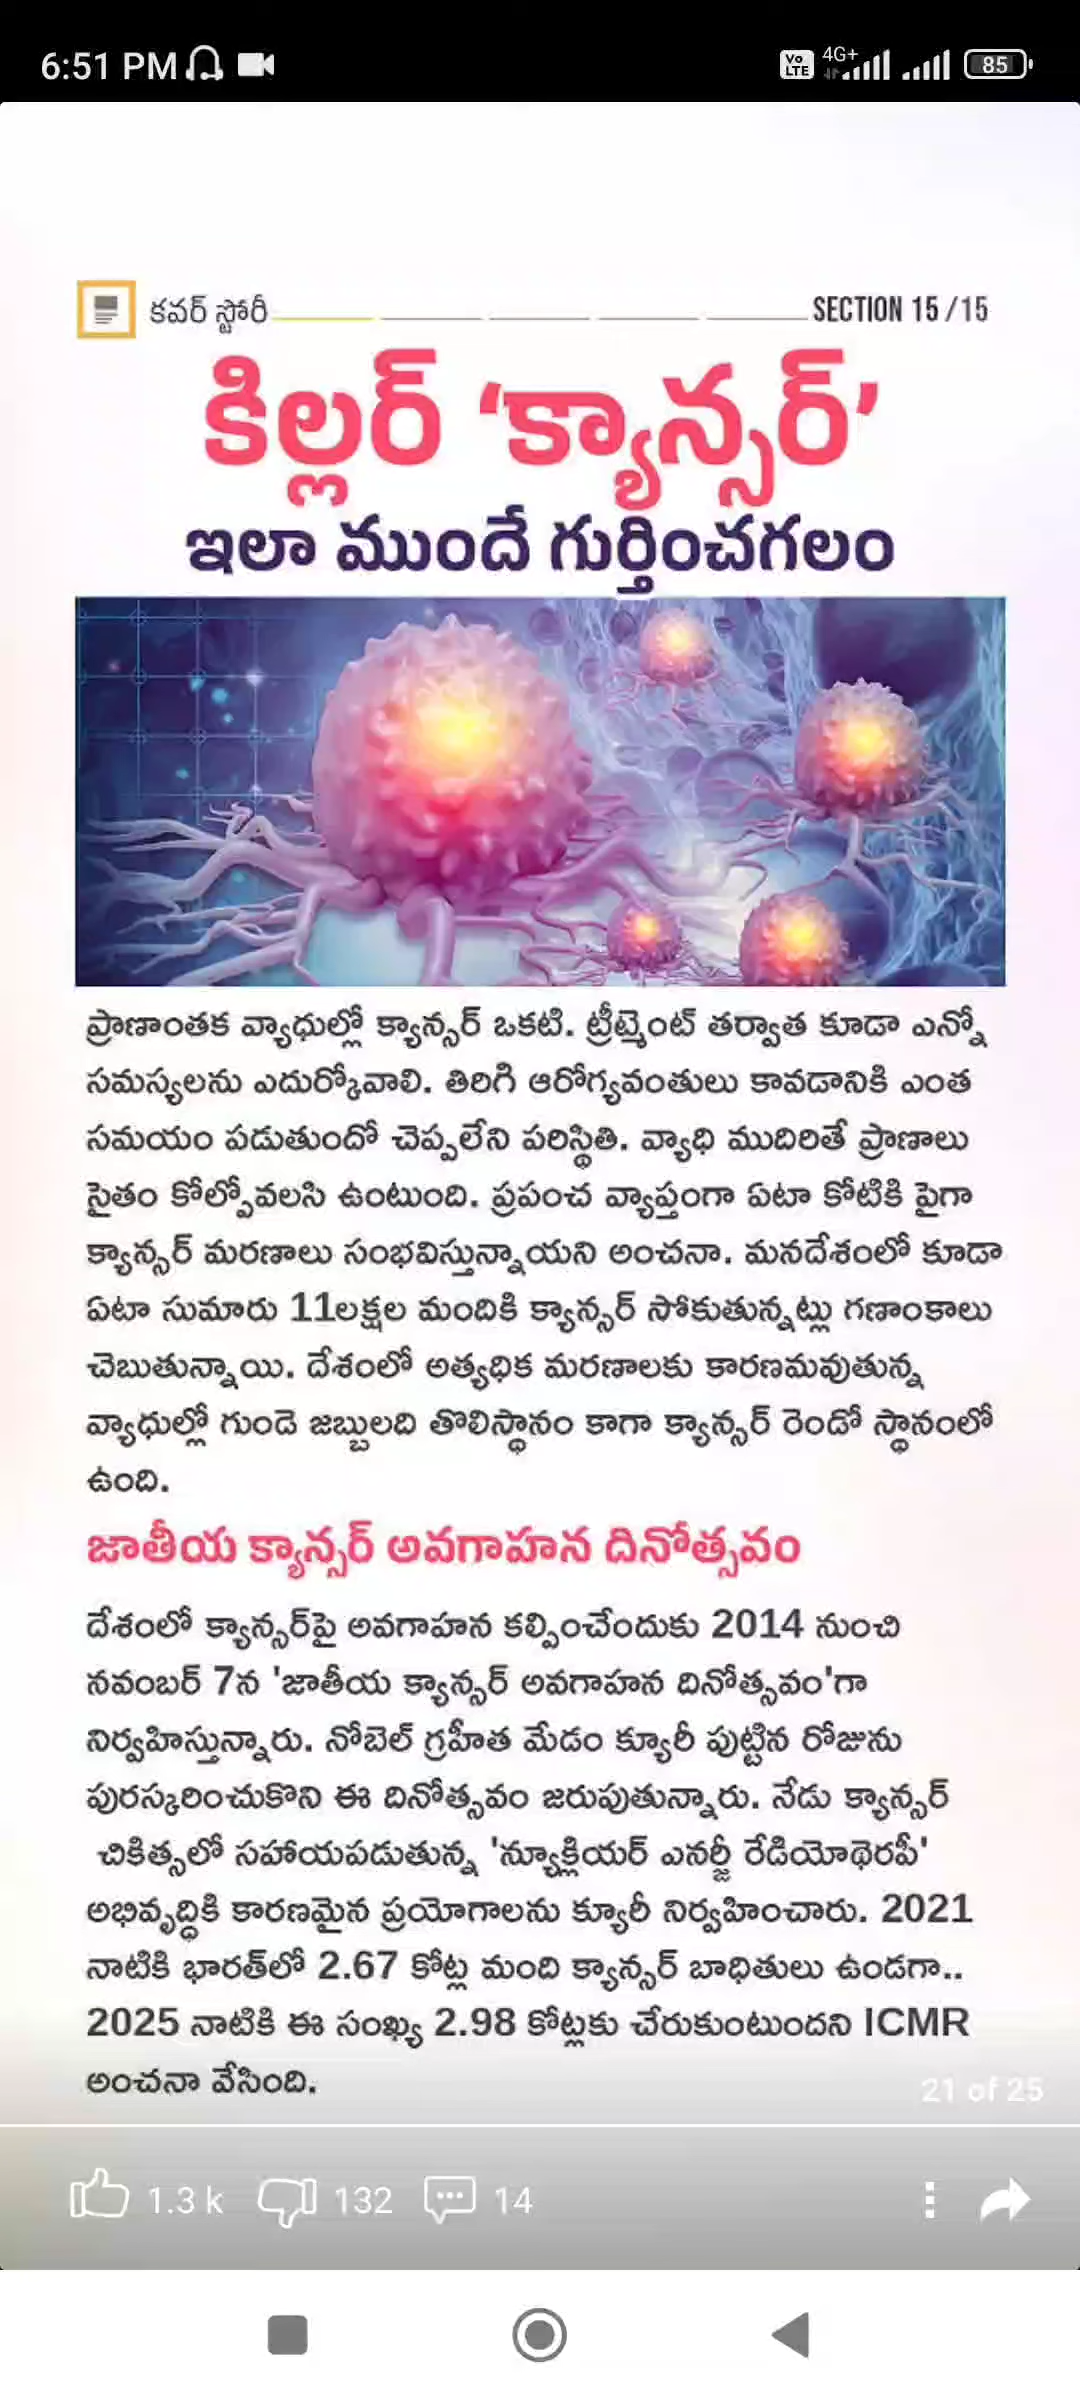 6:51 PM
Vo LTE 4G+ 85
కవర్ స్టోరీ SECTION 15 / 15
కిల్లర్ ‘క్యాన్సర్’
ఇలా ముందే గుర్తించగలం
ప్రాణాంతక వ్యాధుల్లో క్యాన్సర్ ఒకటి. ట్రీట్మెంట్ తర్వాత కూడా ఎన్నో
సమస్యలను ఎదుర్కోవాలి. తిరిగి ఆరోగ్యవంతులు కావడానికి ఎంత
సమయం పడుతుందో చెప్పలేని పరిస్థితి. వ్యాధి ముదిరితే ప్రాణాలు
సైతం కోల్పోవలసి ఉంటుంది. ప్రపంచ వ్యాప్తంగా ఏటా కోటికి పైగా
క్యాన్సర్ మరణాలు సంభవిస్తున్నాయని అంచనా. మనదేశంలో కూడా
ఏటా సుమారు 11లక్షల మందికి క్యాన్సర్ సోకుతున్నట్లు గణాంకాలు
చెబుతున్నాయి. దేశంలో అత్యధిక మరణాలకు కారణమవుతున్న
వ్యాధుల్లో గుండె జబ్బులది తొలిస్థానం కాగా క్యాన్సర్ రెండో స్థానంలో
ఉంది.
జాతీయ క్యాన్సర్ అవగాహన దినోత్సవం
దేశంలో క్యాన్సర్‌పై అవగాహన కల్పించేందుకు 2014 నుంచి
నవంబర్ 7న 'జాతీయ క్యాన్సర్ అవగాహన దినోత్సవం'గా
నిర్వహిస్తున్నారు. నోబెల్ గ్రహీత మేడం క్యూరీ పుట్టిన రోజును
పురస్కరించుకొని ఈ దినోత్సవం జరుపుతున్నారు. నేడు క్యాన్సర్
చికిత్సలో సహాయపడుతున్న 'న్యూక్లియర్ ఎనర్జీ రేడియోథెరపీ'
అభివృద్ధికి కారణమైన ప్రయోగాలను క్యూరీ నిర్వహించారు. 2021
నాటికి భారత్‌లో 2.67 కోట్ల మంది క్యాన్సర్ బాధితులు ఉండగా..
2025 నాటికి ఈ సంఖ్య 2.98 కోట్లకు చేరుకుంటుందని ICMR
అంచనా వేసింది.
21 of 25
1.3 k 132 14